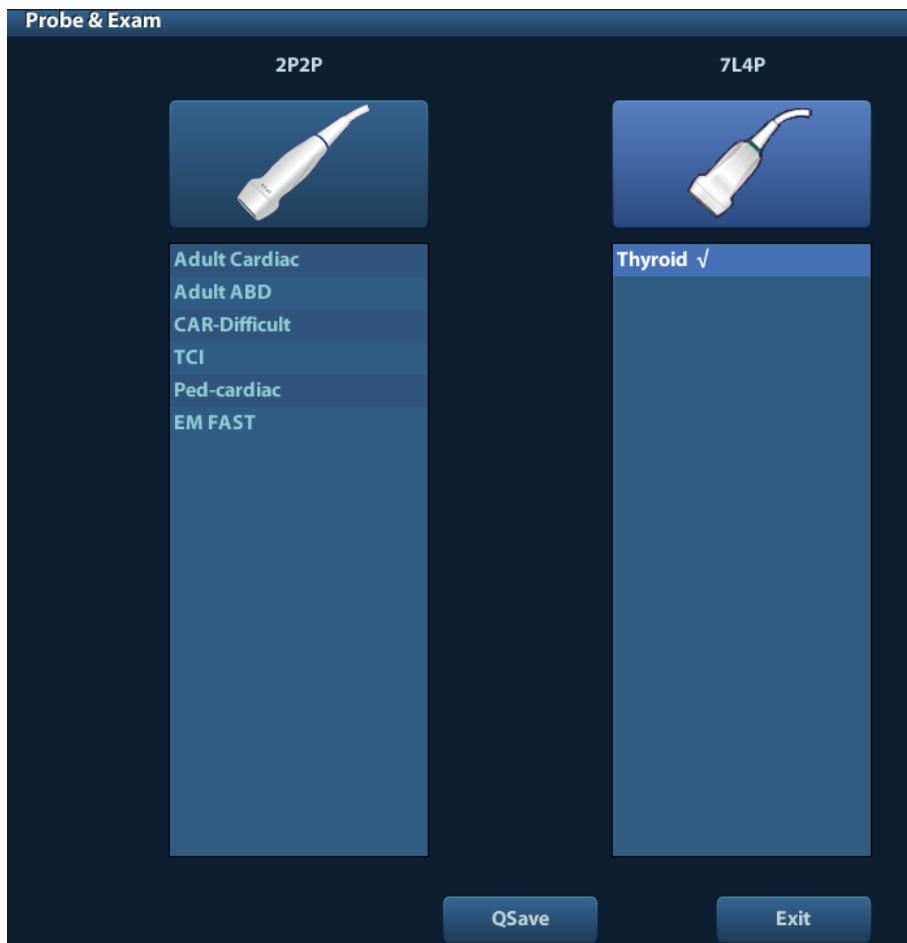 Probe & Exam
2P2P
7L4P
Adult Cardiac
Adult ABD
CAR-Difficult
TCI
Ped-cardiac
EM FAST
Thyroid √
QSave
Exit